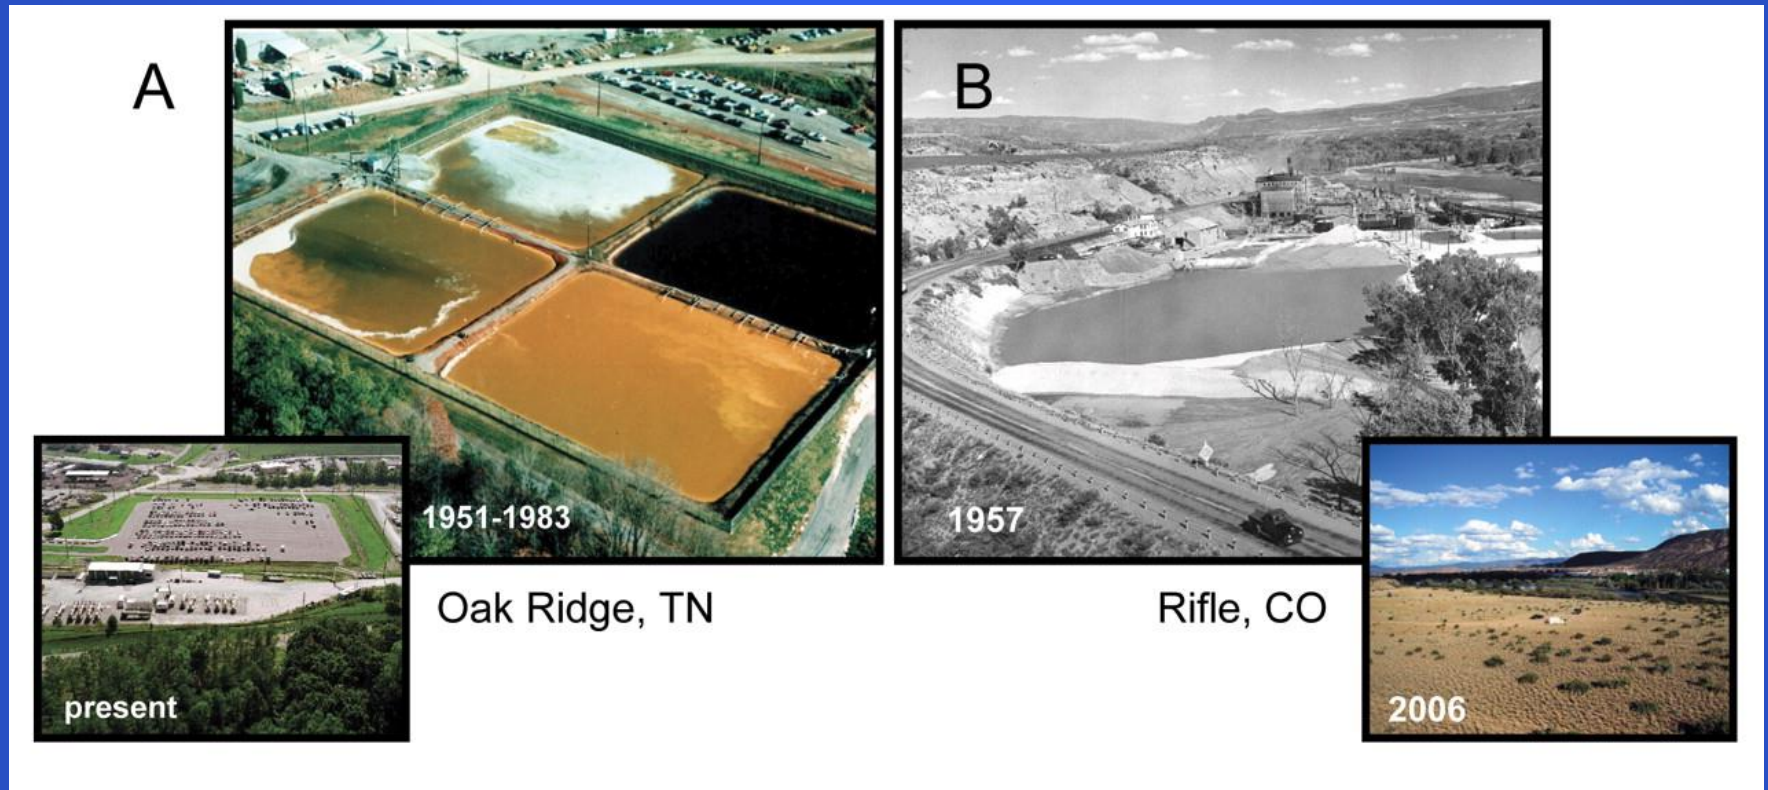 A
B
1951-1983
1957
Oak Ridge, TN
Rifle, CO
present
2006